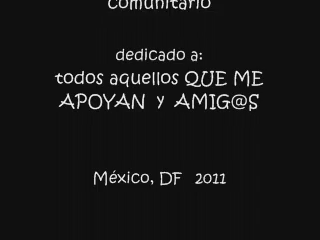 comunitario
dedicado a:
todos aquellos QUE ME
APOYAN y AMIG@S
México, DF 2011